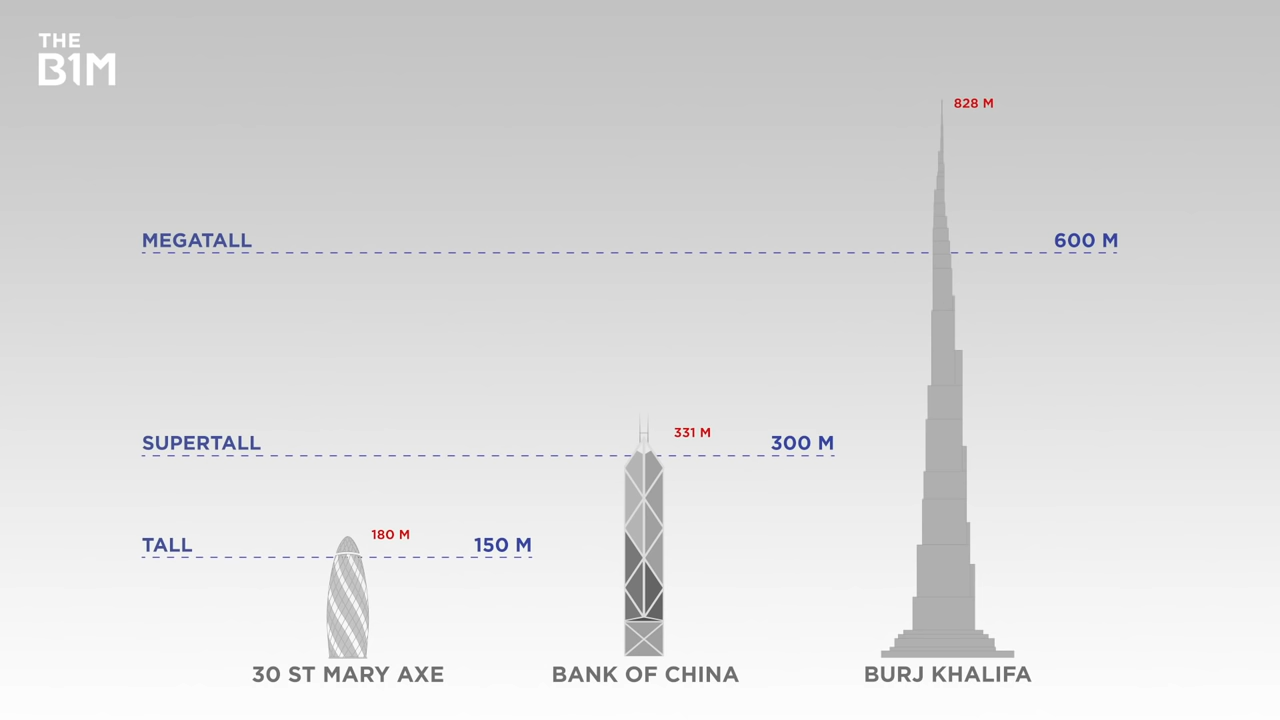 THE
B1M
828 M
MEGATALL
600 M
331 M
SUPERTALL
300 M
180 M
TALL
150 M
30 ST MARY AXE
BANK OF CHINA
BURJ KHALIFA